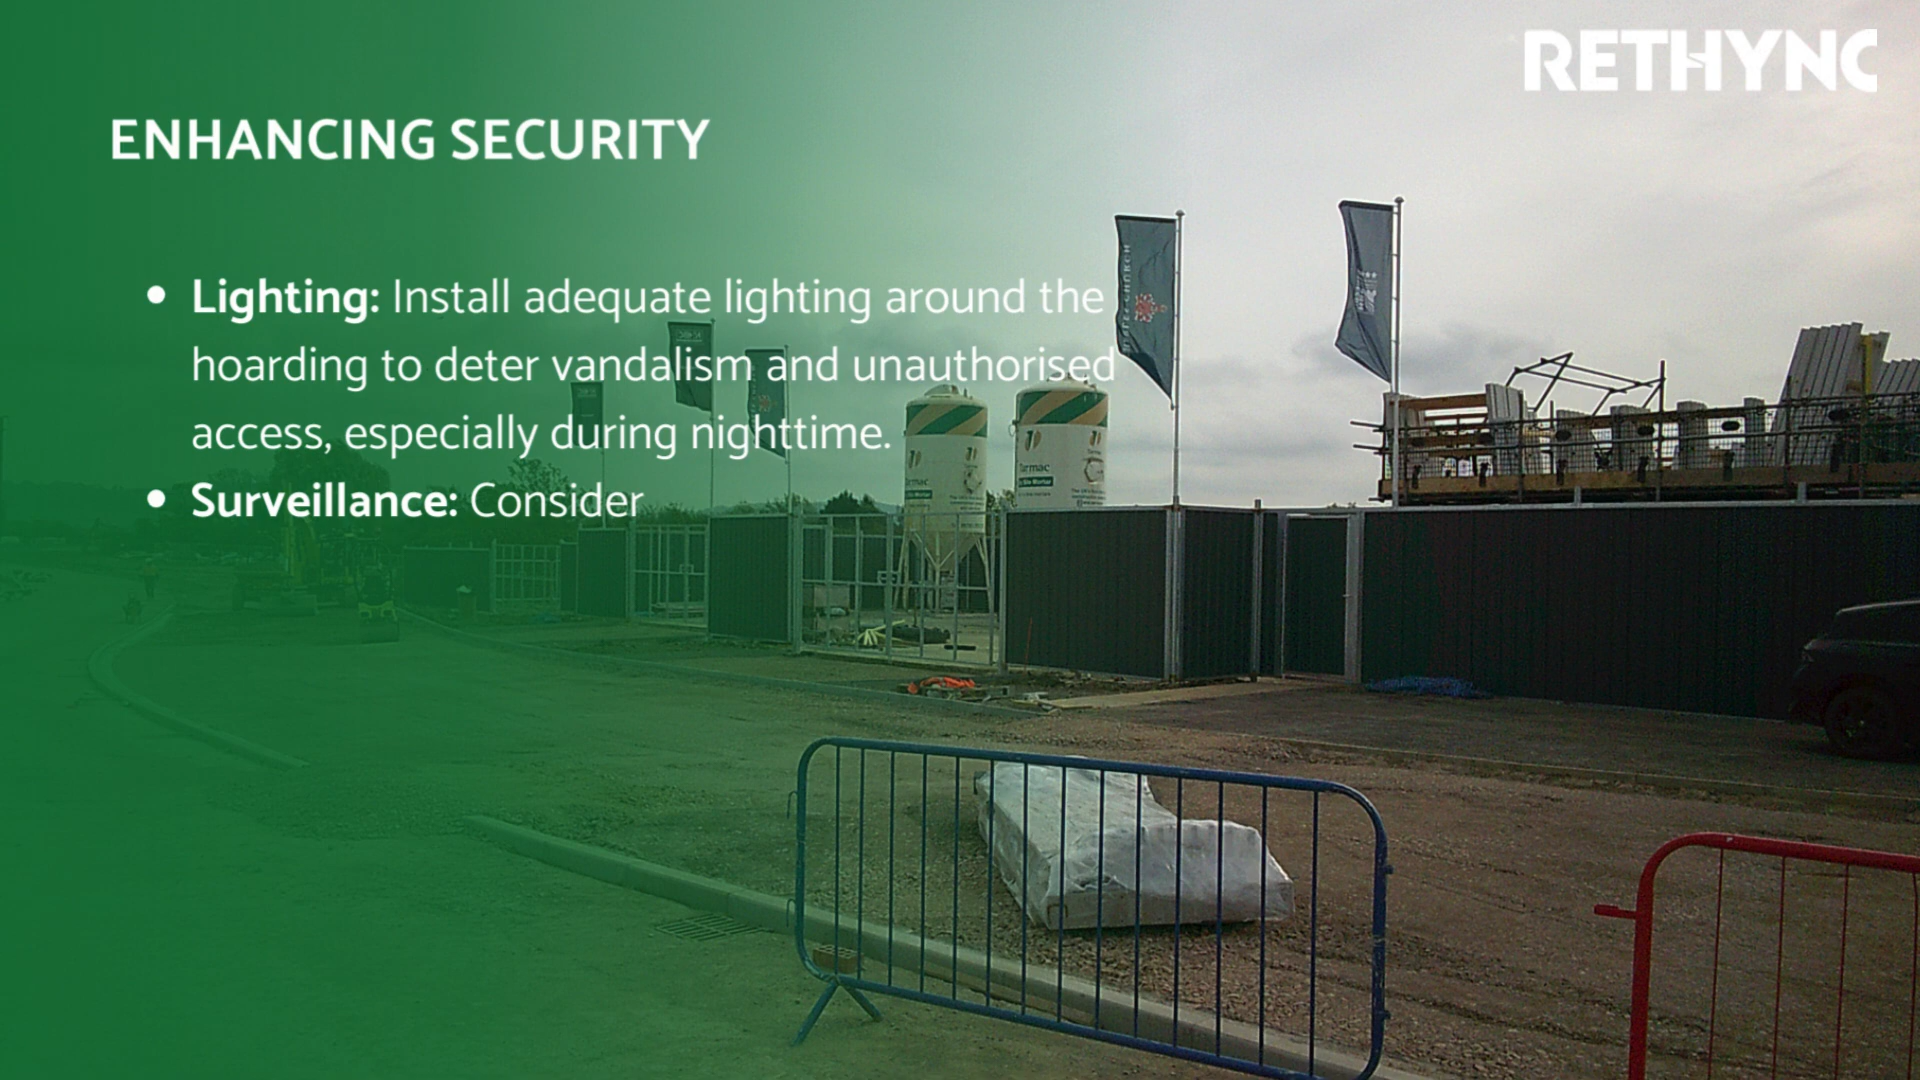 RETHYNC
ENHANCING SECURITY
• Lighting: Install adequate lighting around the
hoarding to deter vandalism and unauthorised
access, especially during nighttime.
• Surveillance: Consider
Tarmac